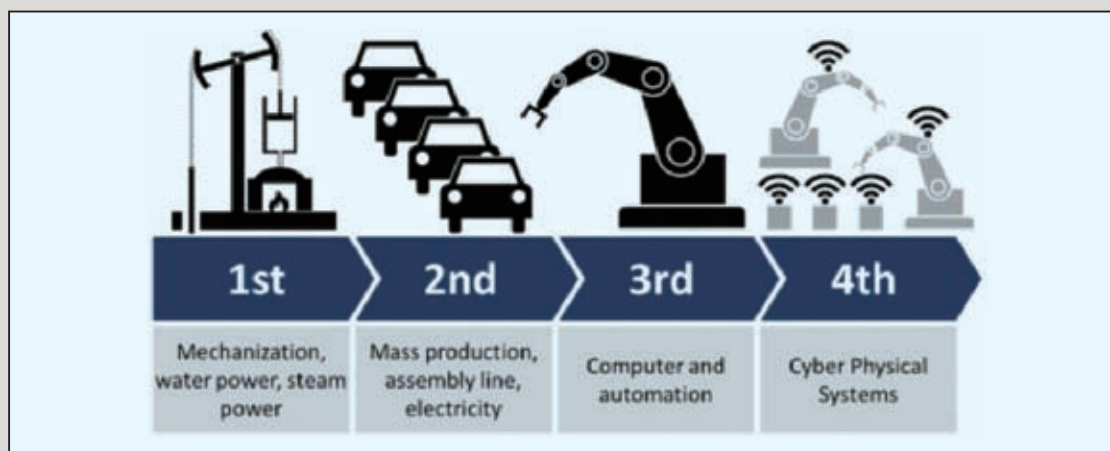 1st
2nd
3rd
4th
Mechanization,
water power, steam
power
Mass production,
assembly line,
electricity
Computer and
automation
Cyber Physical
Systems